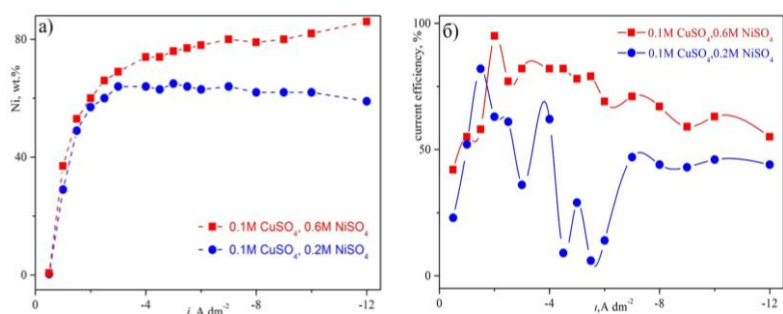 а)
Ni, wt.%
80
40
0
0
-4
-8
-12
i, A dm⁻²
0.1M CuSO₄, 0.6M NiSO₄
0.1M CuSO₄, 0.2M NiSO₄
б)
current efficiency, %
100
50
0
0
-4
-8
-12
i,A dm⁻²
0.1M CuSO₄,0.6M NiSO₄
0.1M CuSO₄,0.2M NiSO₄